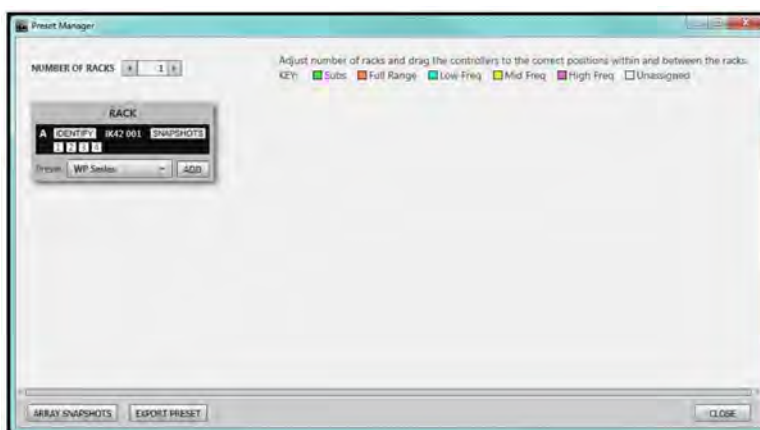 Preset Manager
NUMBER OF RACKS 1
Adjust number of racks and drag the controllers to the correct positions within and between the racks.
KEY: Subs Full Range Low Freq Mid Freq High Freq Unassigned
RACK
A IDENTIFY IK42 001 SNAPSHOTS
1 2 3 4
Preset WP Series ADD
ARRAY SNAPSHOTS EXPORT PRESET CLOSE